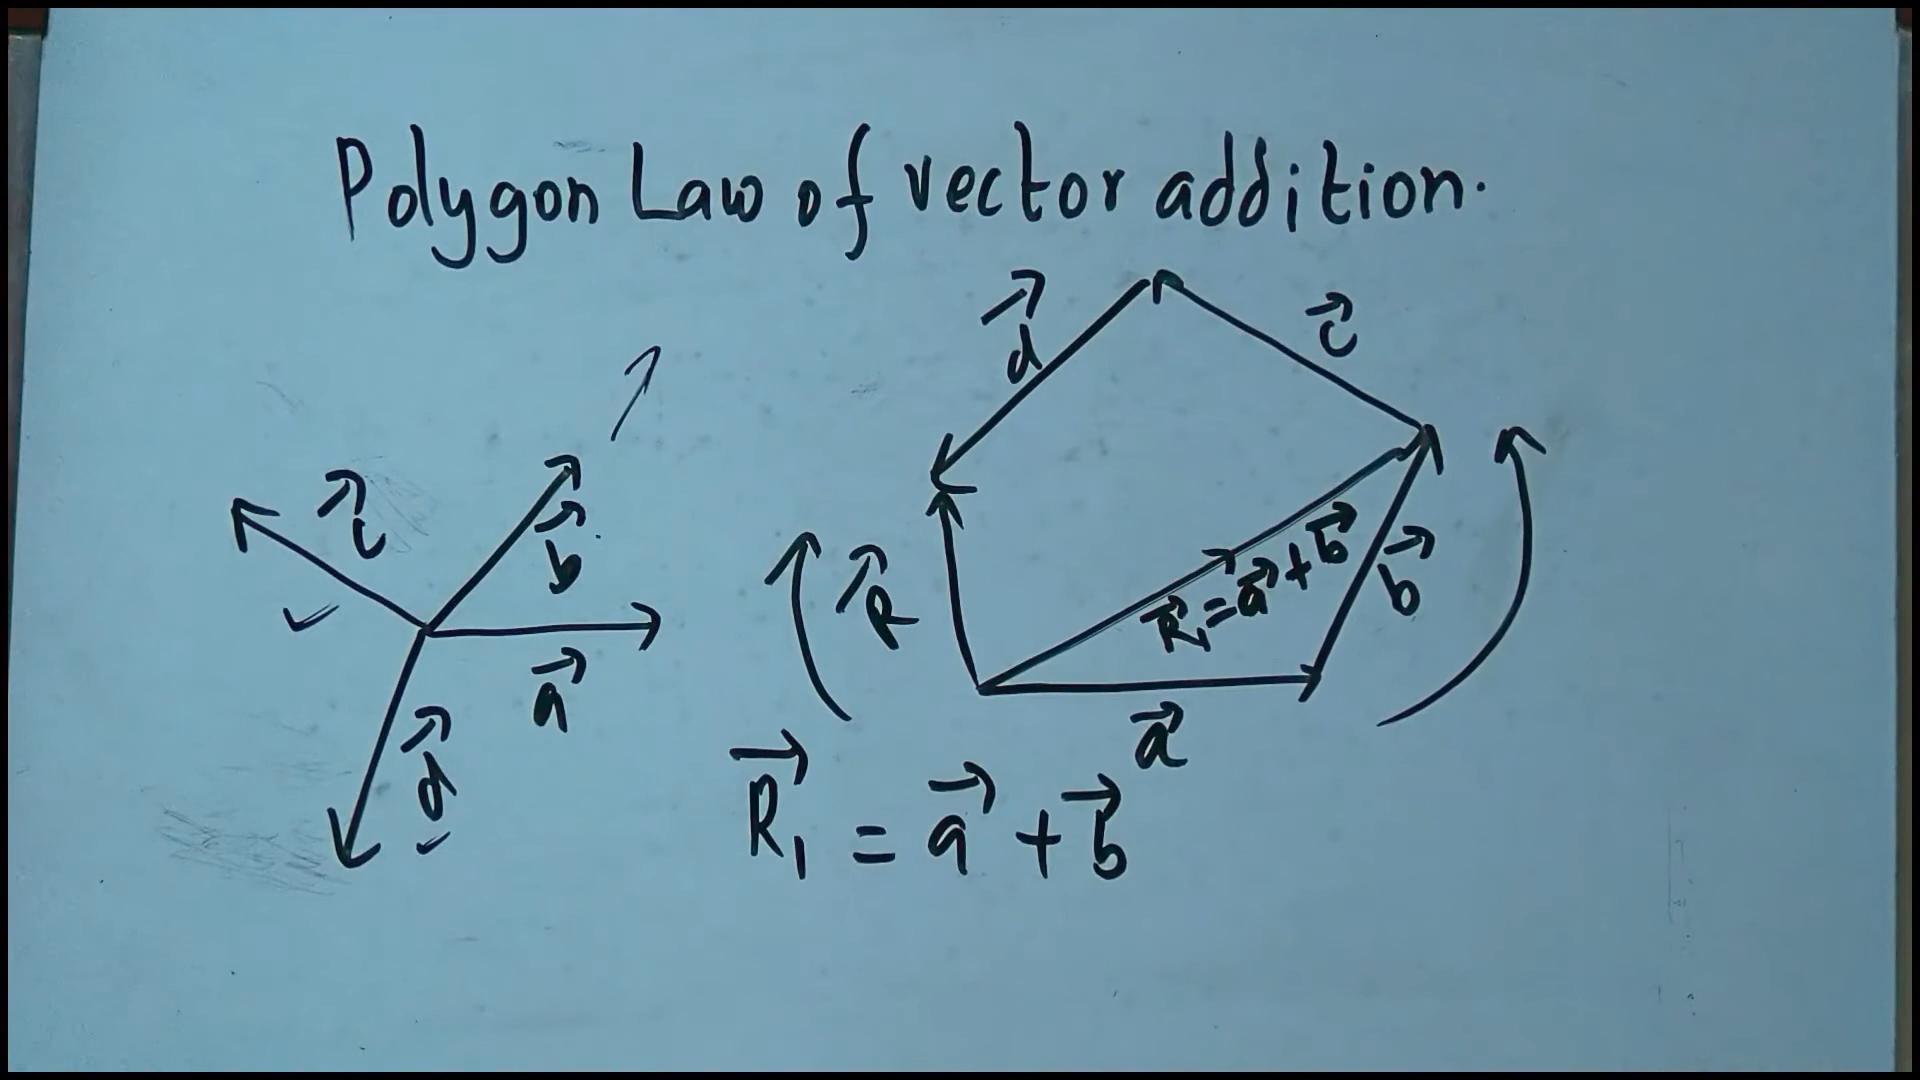 Polygon Law of vector addition.
d⃗
c⃗
c⃗
b⃗
a⃗
d⃗
R⃗
R⃗₁ = a⃗ + b⃗
b⃗
a⃗
R⃗₁ = a⃗ + b⃗